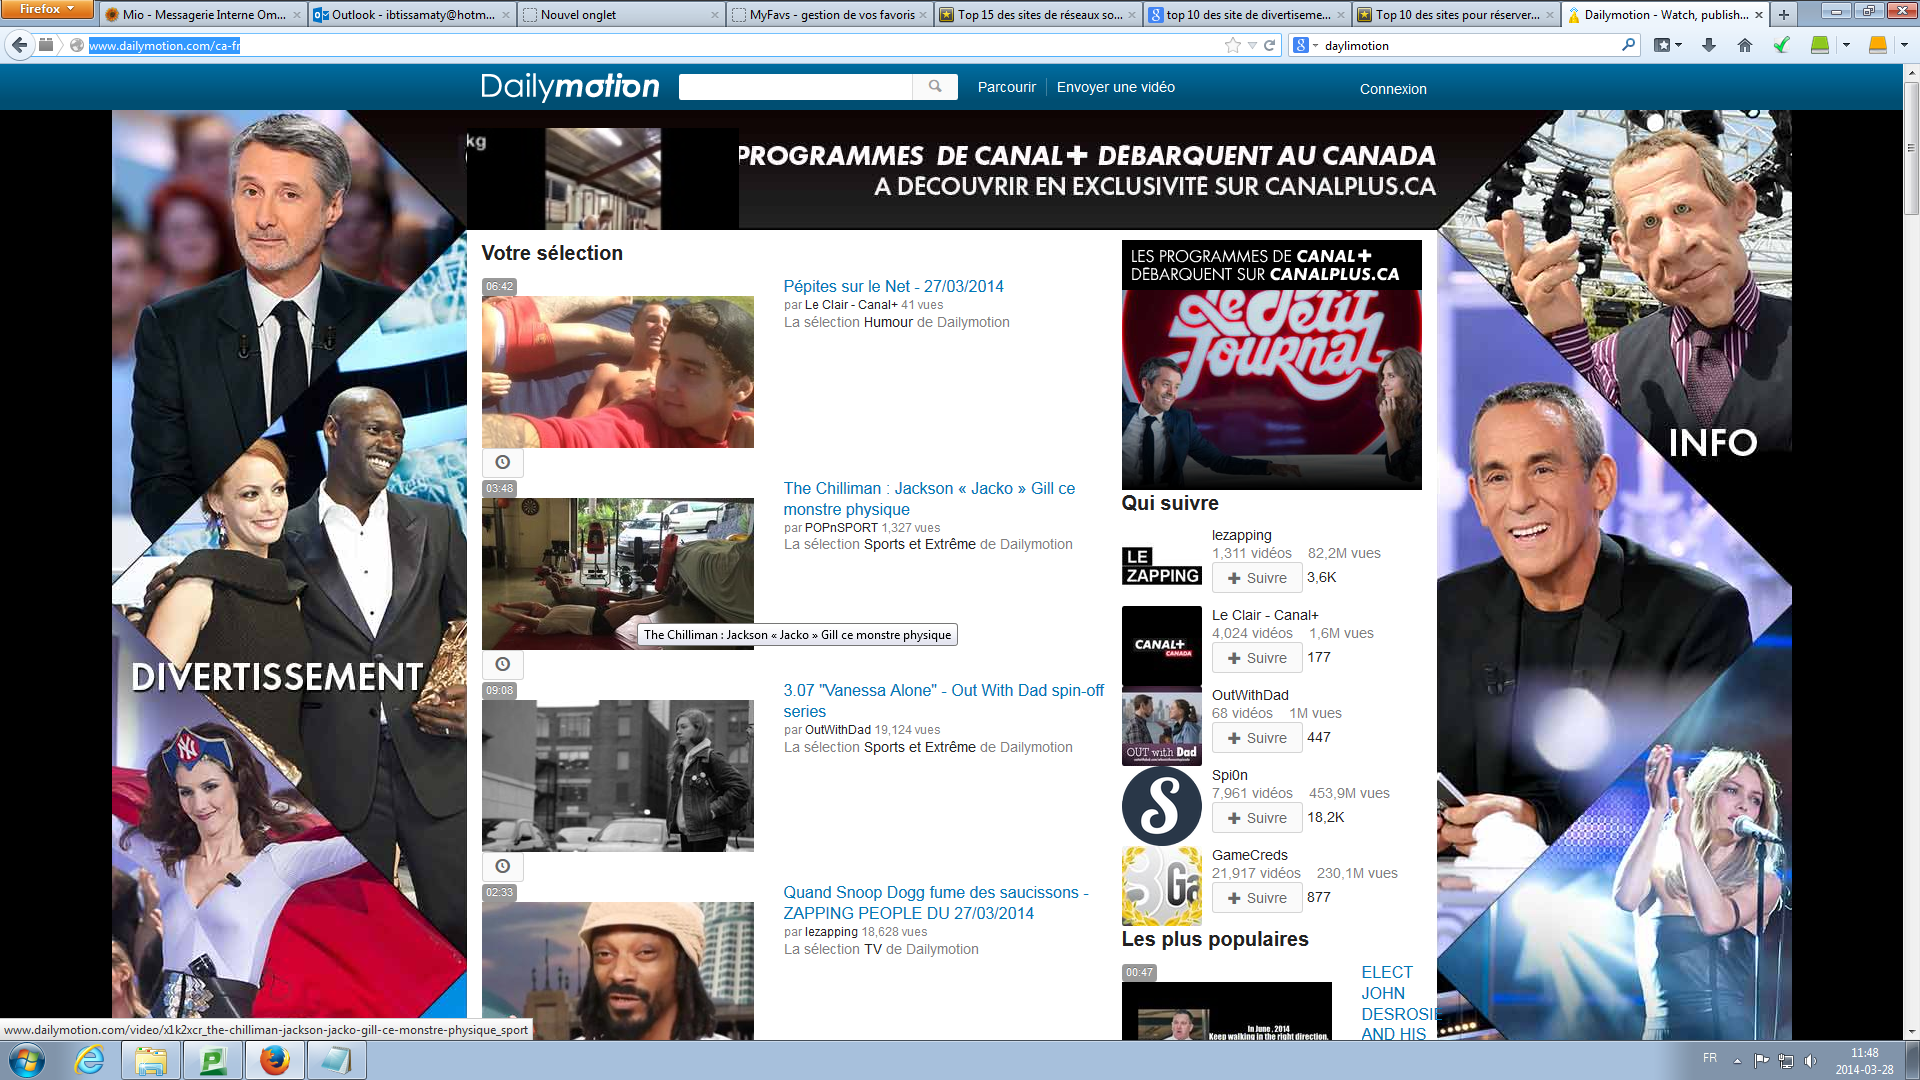 Firefox
Mio - Messagerie Interne Om...
Outlook - ibtissamaty@hotm...
Nouvel onglet
MyFavs - gestion de vos favoris
Top 15 des sites de réseaux so...
top 10 des site de divertiseme...
Top 10 des sites pour réserver...
Dailymotion - Watch, publish...
www.dailymotion.com/ca-fr
daylimotion
Dailymotion
Parcourir
Envoyer une vidéo
Connexion
kg
PROGRAMMES DE CANAL+ DÉBARQUENT AU CANADA
A DÉCOUVRIR EN EXCLUSIVITÉ SUR CANALPLUS.CA
Votre sélection
06:42
Pépites sur le Net - 27/03/2014
par Le Clair - Canal+ 41 vues
La sélection Humour de Dailymotion
03:48
The Chilliman : Jackson « Jacko » Gill ce
monstre physique
par POPnSPORT 1,327 vues
La sélection Sports et Extrême de Dailymotion
The Chilliman : Jackson « Jacko » Gill ce monstre physique
09:08
3.07 "Vanessa Alone" - Out With Dad spin-off
series
par OutWithDad 19,124 vues
La sélection Sports et Extrême de Dailymotion
02:33
Quand Snoop Dogg fume des saucissons -
ZAPPING PEOPLE DU 27/03/2014
par lezapping 18,628 vues
La sélection TV de Dailymotion
LES PROGRAMMES DE CANAL+
DÉBARQUENT SUR CANALPLUS.CA
Le Petit
Journal
Qui suivre
LE
ZAPPING
lezapping
1,311 vidéos 82,2M vues
Suivre 3,6K
CANAL+
CANADA
Le Clair - Canal+
4,024 vidéos 1,6M vues
Suivre 177
OUT with Dad
OutWithDad
68 vidéos 1M vues
Suivre 447
S
Spi0n
7,961 vidéos 453,9M vues
Suivre 18,2K
Ga
GameCreds
21,917 vidéos 230,1M vues
Suivre 877
Les plus populaires
00:47
In June , 2014
Keep walking in the right direction.
ELECT
JOHN
DESROSIE
AND HIS
DIVERTISSEMENT
INFO
www.dailymotion.com/video/x1k2xcr_the-chilliman-jackson-jacko-gill-ce-monstre-physique_sport
FR
11:48
2014-03-28